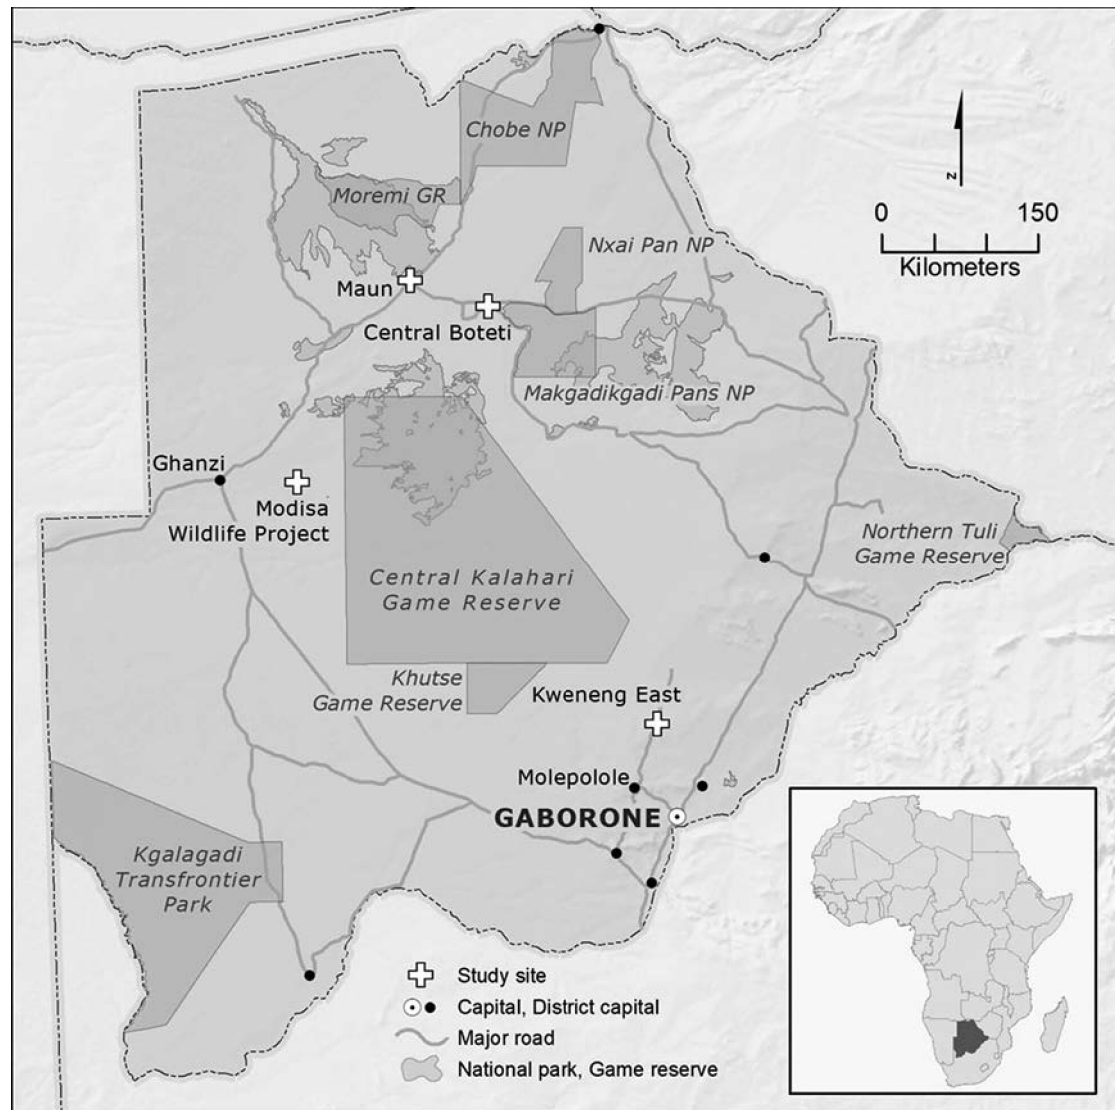 Chobe NP
Moremi GR
z
0 150
Kilometers
Nxai Pan NP
Maun
Central Boteti
Makgadikgadi Pans NP
Ghanzi
Modisa
Wildlife Project
Northern Tuli
Game Reserve
Central Kalahari
Game Reserve
Khutse
Game Reserve
Kweneng East
Molepolole
GABORONE
Kgalagadi
Transfrontier
Park
Study site
Capital, District capital
Major road
National park, Game reserve